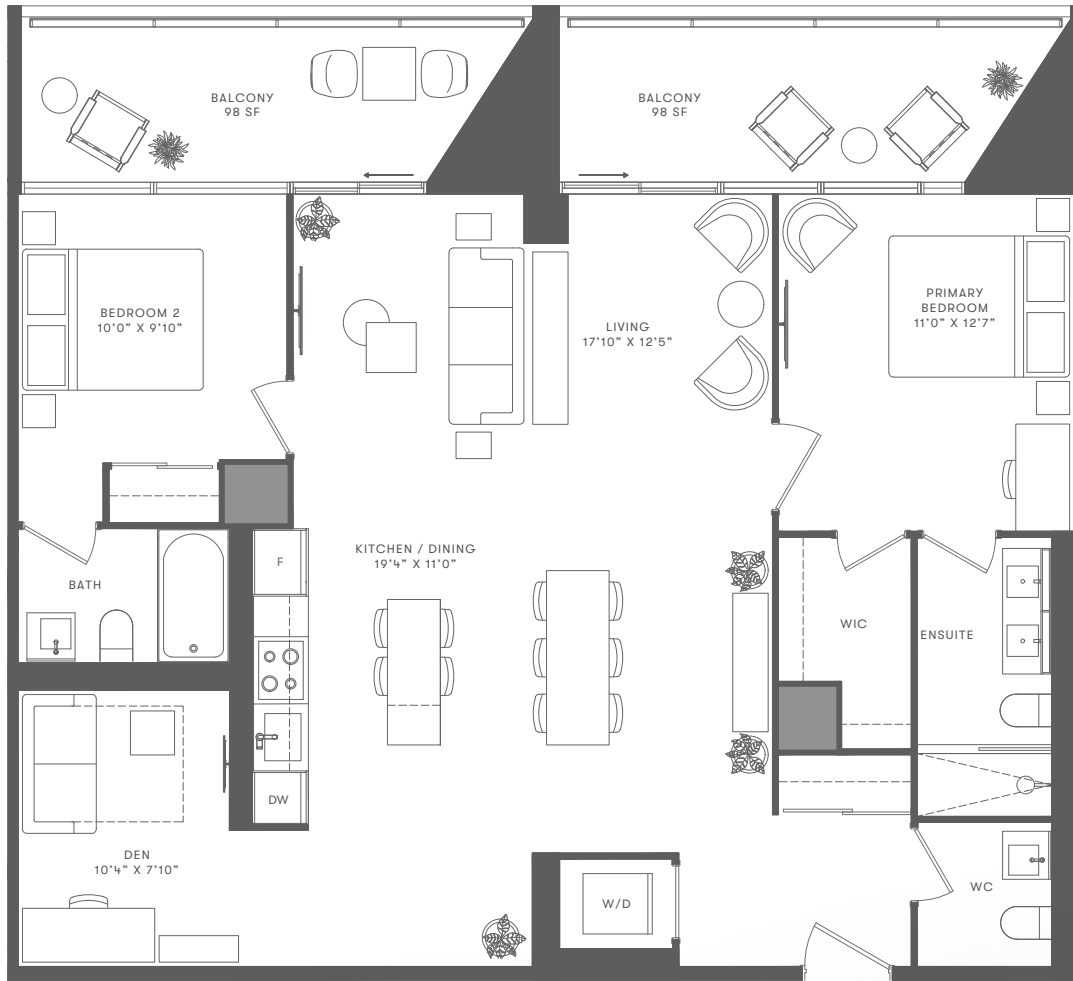 BALCONY
98 SF
BALCONY
98 SF
BEDROOM 2
10'0" X 9'10"
LIVING
17'10" X 12'5"
PRIMARY
BEDROOM
11'0" X 12'7"
KITCHEN / DINING
19'4" X 11'0"
F
BATH
WIC
ENSUITE
DW
DEN
10'4" X 7'10"
W/D
WC